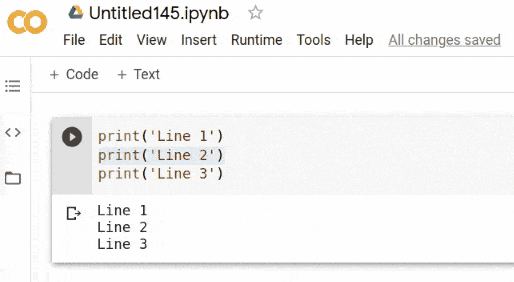 CO Untitled145.ipynb
File Edit View Insert Runtime Tools Help All changes saved
+ Code + Text
print('Line 1')
print('Line 2')
print('Line 3')
Line 1
Line 2
Line 3